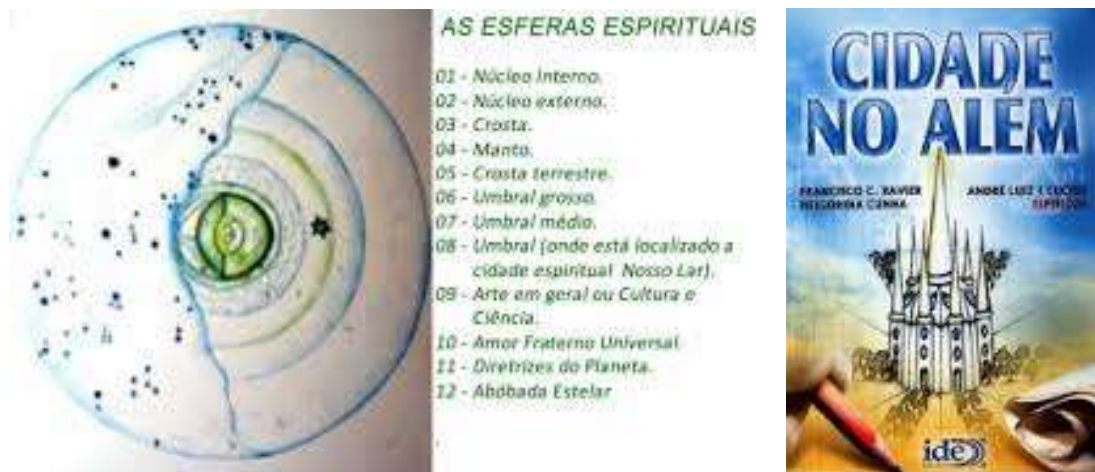 AS ESFERAS ESPIRITUAIS
01 - Núcleo Interno.
02 - Núcleo externo.
03 - Crosta.
04 - Manto.
05 - Crosta terrestre.
06 - Umbral grosso.
07 - Umbral médio.
08 - Umbral (onde está localizado a
cidade espiritual Nosso Lar).
09 - Arte em geral ou Cultura e
Ciência.
10 - Amor Fraterno Universal
11 - Diretrizes do Planeta.
12 - Abóbada Estelar
CIDADE
NO ALÉM
FRANCISCO C. XAVIER
HEIGORINA CUNHA
ANDRÉ LUIZ E LUCIUS
ESPÍRITOS
ide